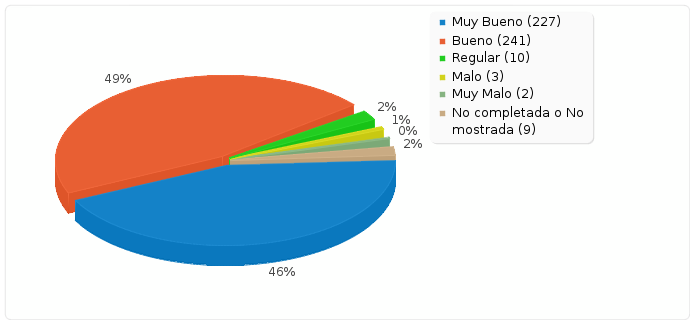 49%
2%
1%
0%
2%
46%
Muy Bueno (227)
Bueno (241)
Regular (10)
Malo (3)
Muy Malo (2)
No completada o No
mostrada (9)